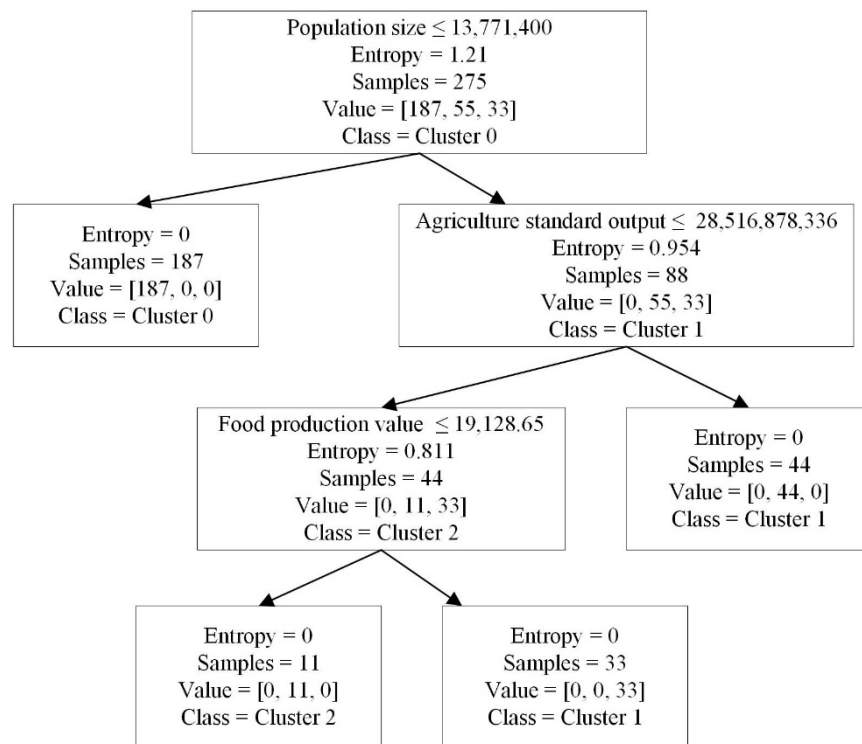 Population size ≤ 13,771,400
Entropy = 1.21
Samples = 275
Value = [187, 55, 33]
Class = Cluster 0
Entropy = 0
Samples = 187
Value = [187, 0, 0]
Class = Cluster 0
Agriculture standard output ≤ 28,516,878,336
Entropy = 0.954
Samples = 88
Value = [0, 55, 33]
Class = Cluster 1
Food production value ≤ 19,128.65
Entropy = 0.811
Samples = 44
Value = [0, 11, 33]
Class = Cluster 2
Entropy = 0
Samples = 44
Value = [0, 44, 0]
Class = Cluster 1
Entropy = 0
Samples = 11
Value = [0, 11, 0]
Class = Cluster 2
Entropy = 0
Samples = 33
Value = [0, 0, 33]
Class = Cluster 1